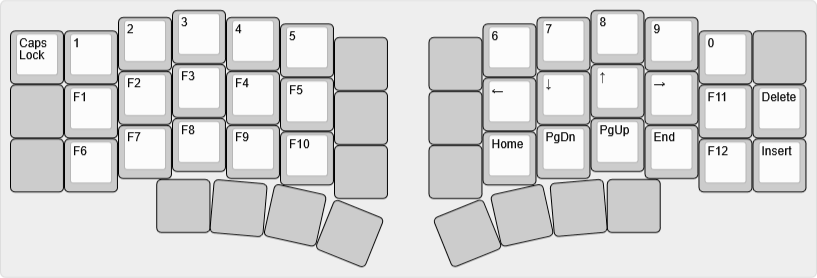 Caps Lock 1 2 3 4 5 6 7 8 9 0
F1 F2 F3 F4 F5 ← ↓ ↑ → F11 Delete
F6 F7 F8 F9 F10 Home PgDn PgUp End F12 Insert